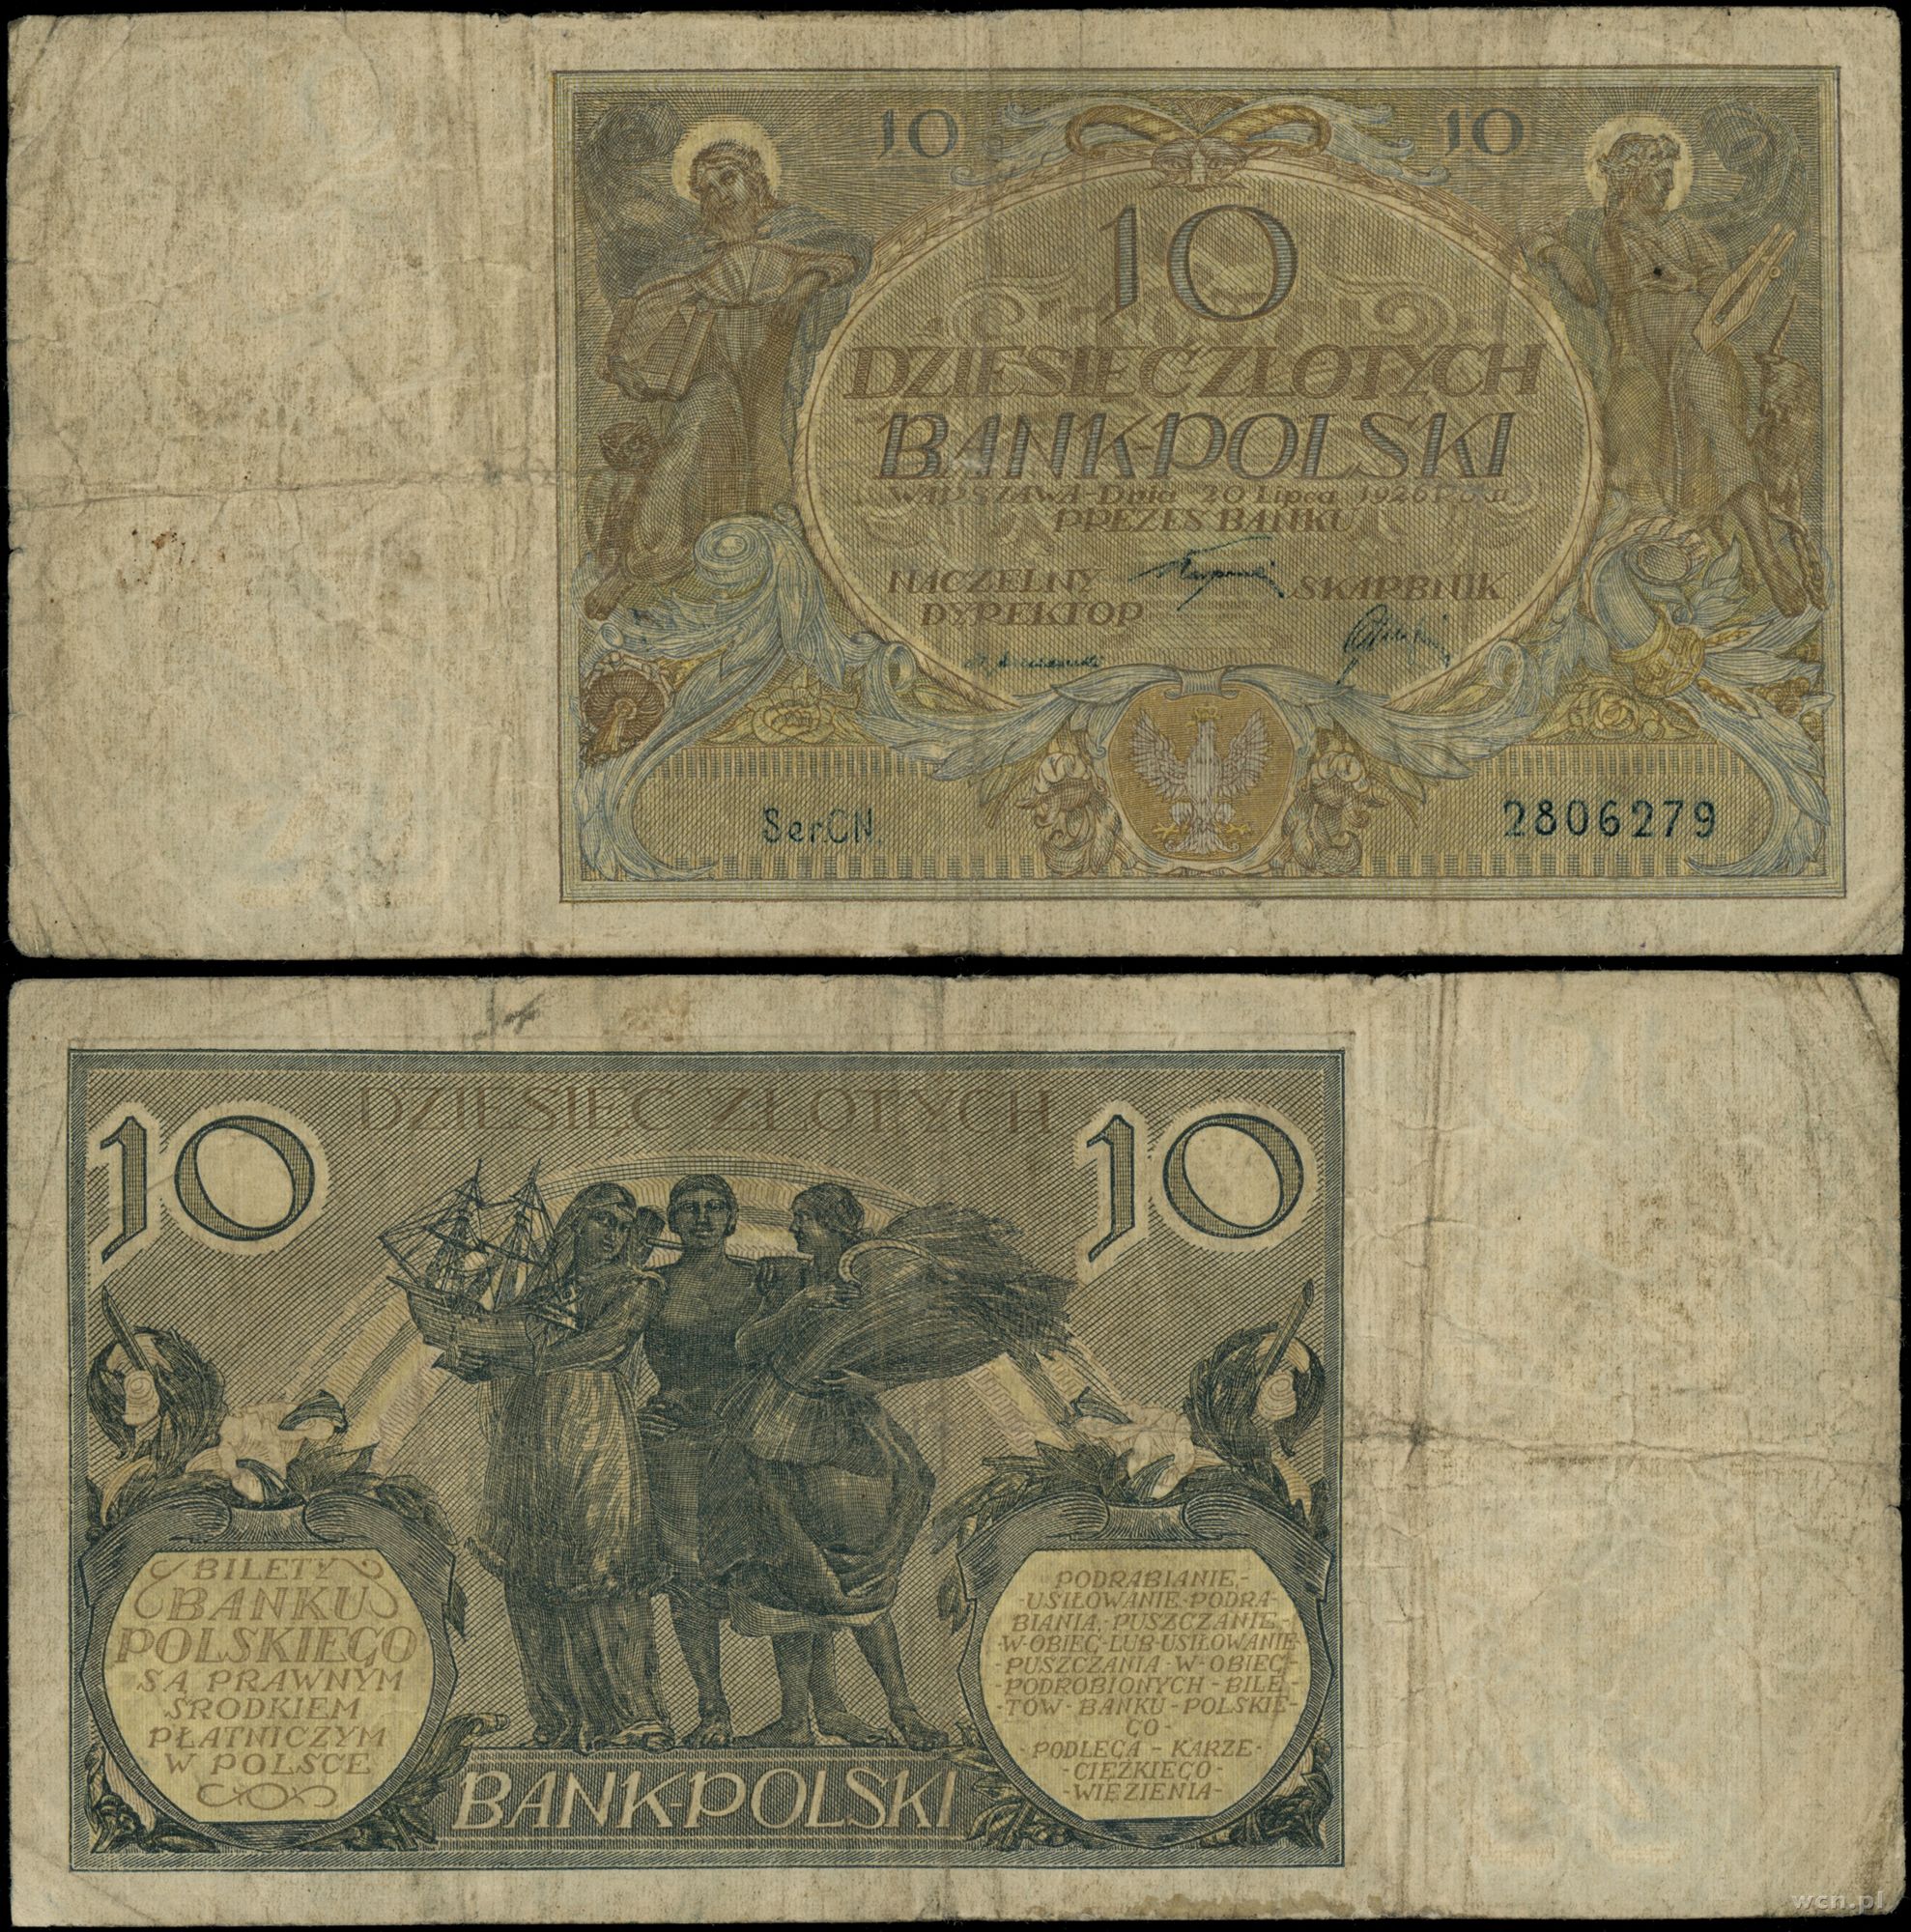 10 10
10
DZIESIĘĆ-ZŁOTYCH
BANK-POLSKI
WARSZAWA-Dnia 20 Lipca 1926 Roku
PREZES BANKU
NACZELNY SKARBNIK
DYREKTOR
Ser.CN. 2806279
DZIESIĘĆ ZŁOTYCH
10 10
BILETY
BANKU
POLSKIEGO
SĄ PRAWNYM
ŚRODKIEM
PŁATNICZYM
W POLSCE
PODRABIANIE,-
-USIŁOWANIE-PODRA-
BIANIA,-PUSZCZANIE-
-W-OBIEG-LUB-USIŁOWANIE-
-PUSZCZANIA-W-OBIEG-
-PODROBIONYCH-BILE-
-TÓW-BANKU-POLSKIE-
GO-
-PODLEGA-KARZE-
-CIĘŻKIEGO-
-WIĘZIENIA-
BANK-POLSKI
wcn.pl